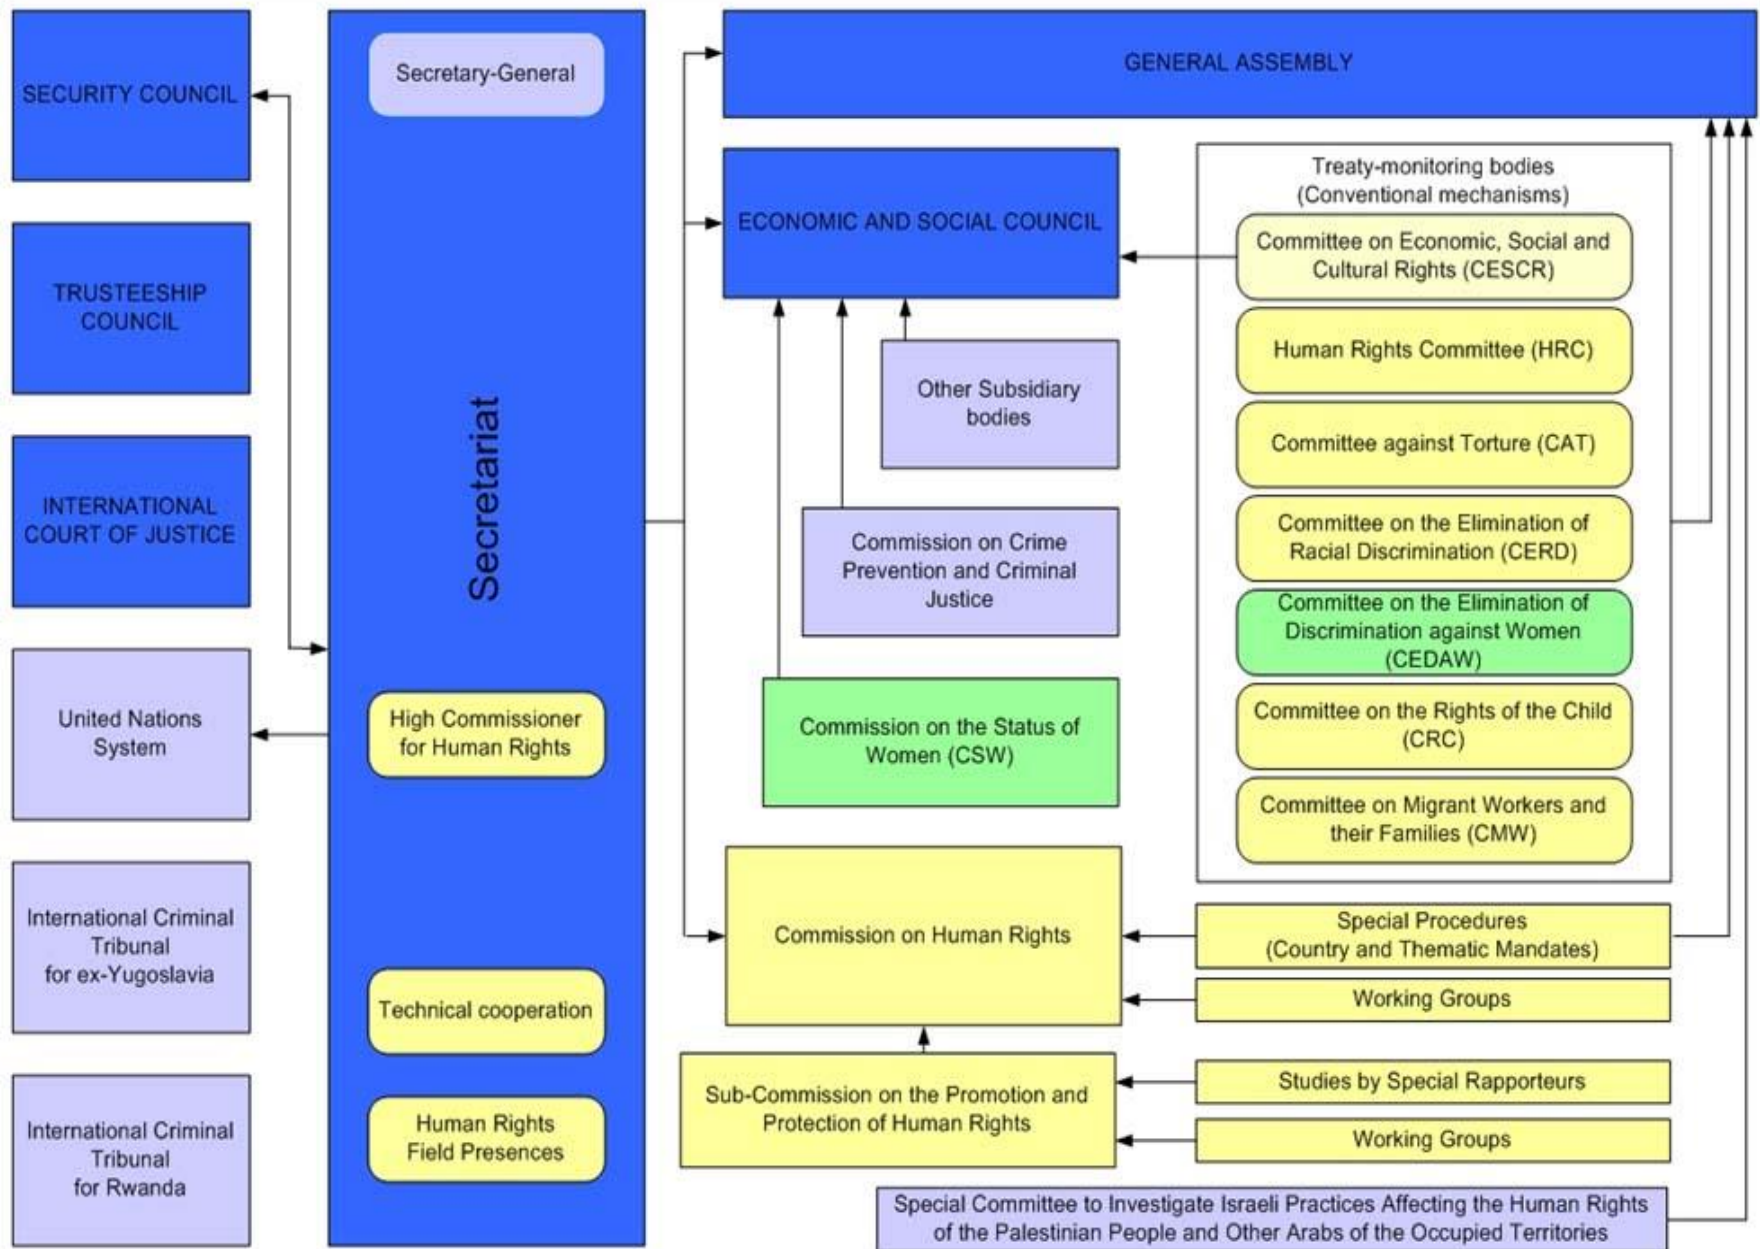 SECURITY COUNCIL
TRUSTEESHIP
COUNCIL
INTERNATIONAL
COURT OF JUSTICE
United Nations
System
International Criminal
Tribunal
for ex-Yugoslavia
International Criminal
Tribunal
for Rwanda
Secretary-General
Secretariat
High Commissioner
for Human Rights
Technical cooperation
Human Rights
Field Presences
GENERAL ASSEMBLY
ECONOMIC AND SOCIAL COUNCIL
Other Subsidiary
bodies
Commission on Crime
Prevention and Criminal
Justice
Commission on the Status of
Women (CSW)
Commission on Human Rights
Sub-Commission on the Promotion and
Protection of Human Rights
Treaty-monitoring bodies
(Conventional mechanisms)
Committee on Economic, Social and
Cultural Rights (CESCR)
Human Rights Committee (HRC)
Committee against Torture (CAT)
Committee on the Elimination of
Racial Discrimination (CERD)
Committee on the Elimination of
Discrimination against Women
(CEDAW)
Committee on the Rights of the Child
(CRC)
Committee on Migrant Workers and
their Families (CMW)
Special Procedures
(Country and Thematic Mandates)
Working Groups
Studies by Special Rapporteurs
Working Groups
Special Committee to Investigate Israeli Practices Affecting the Human Rights
of the Palestinian People and Other Arabs of the Occupied Territories